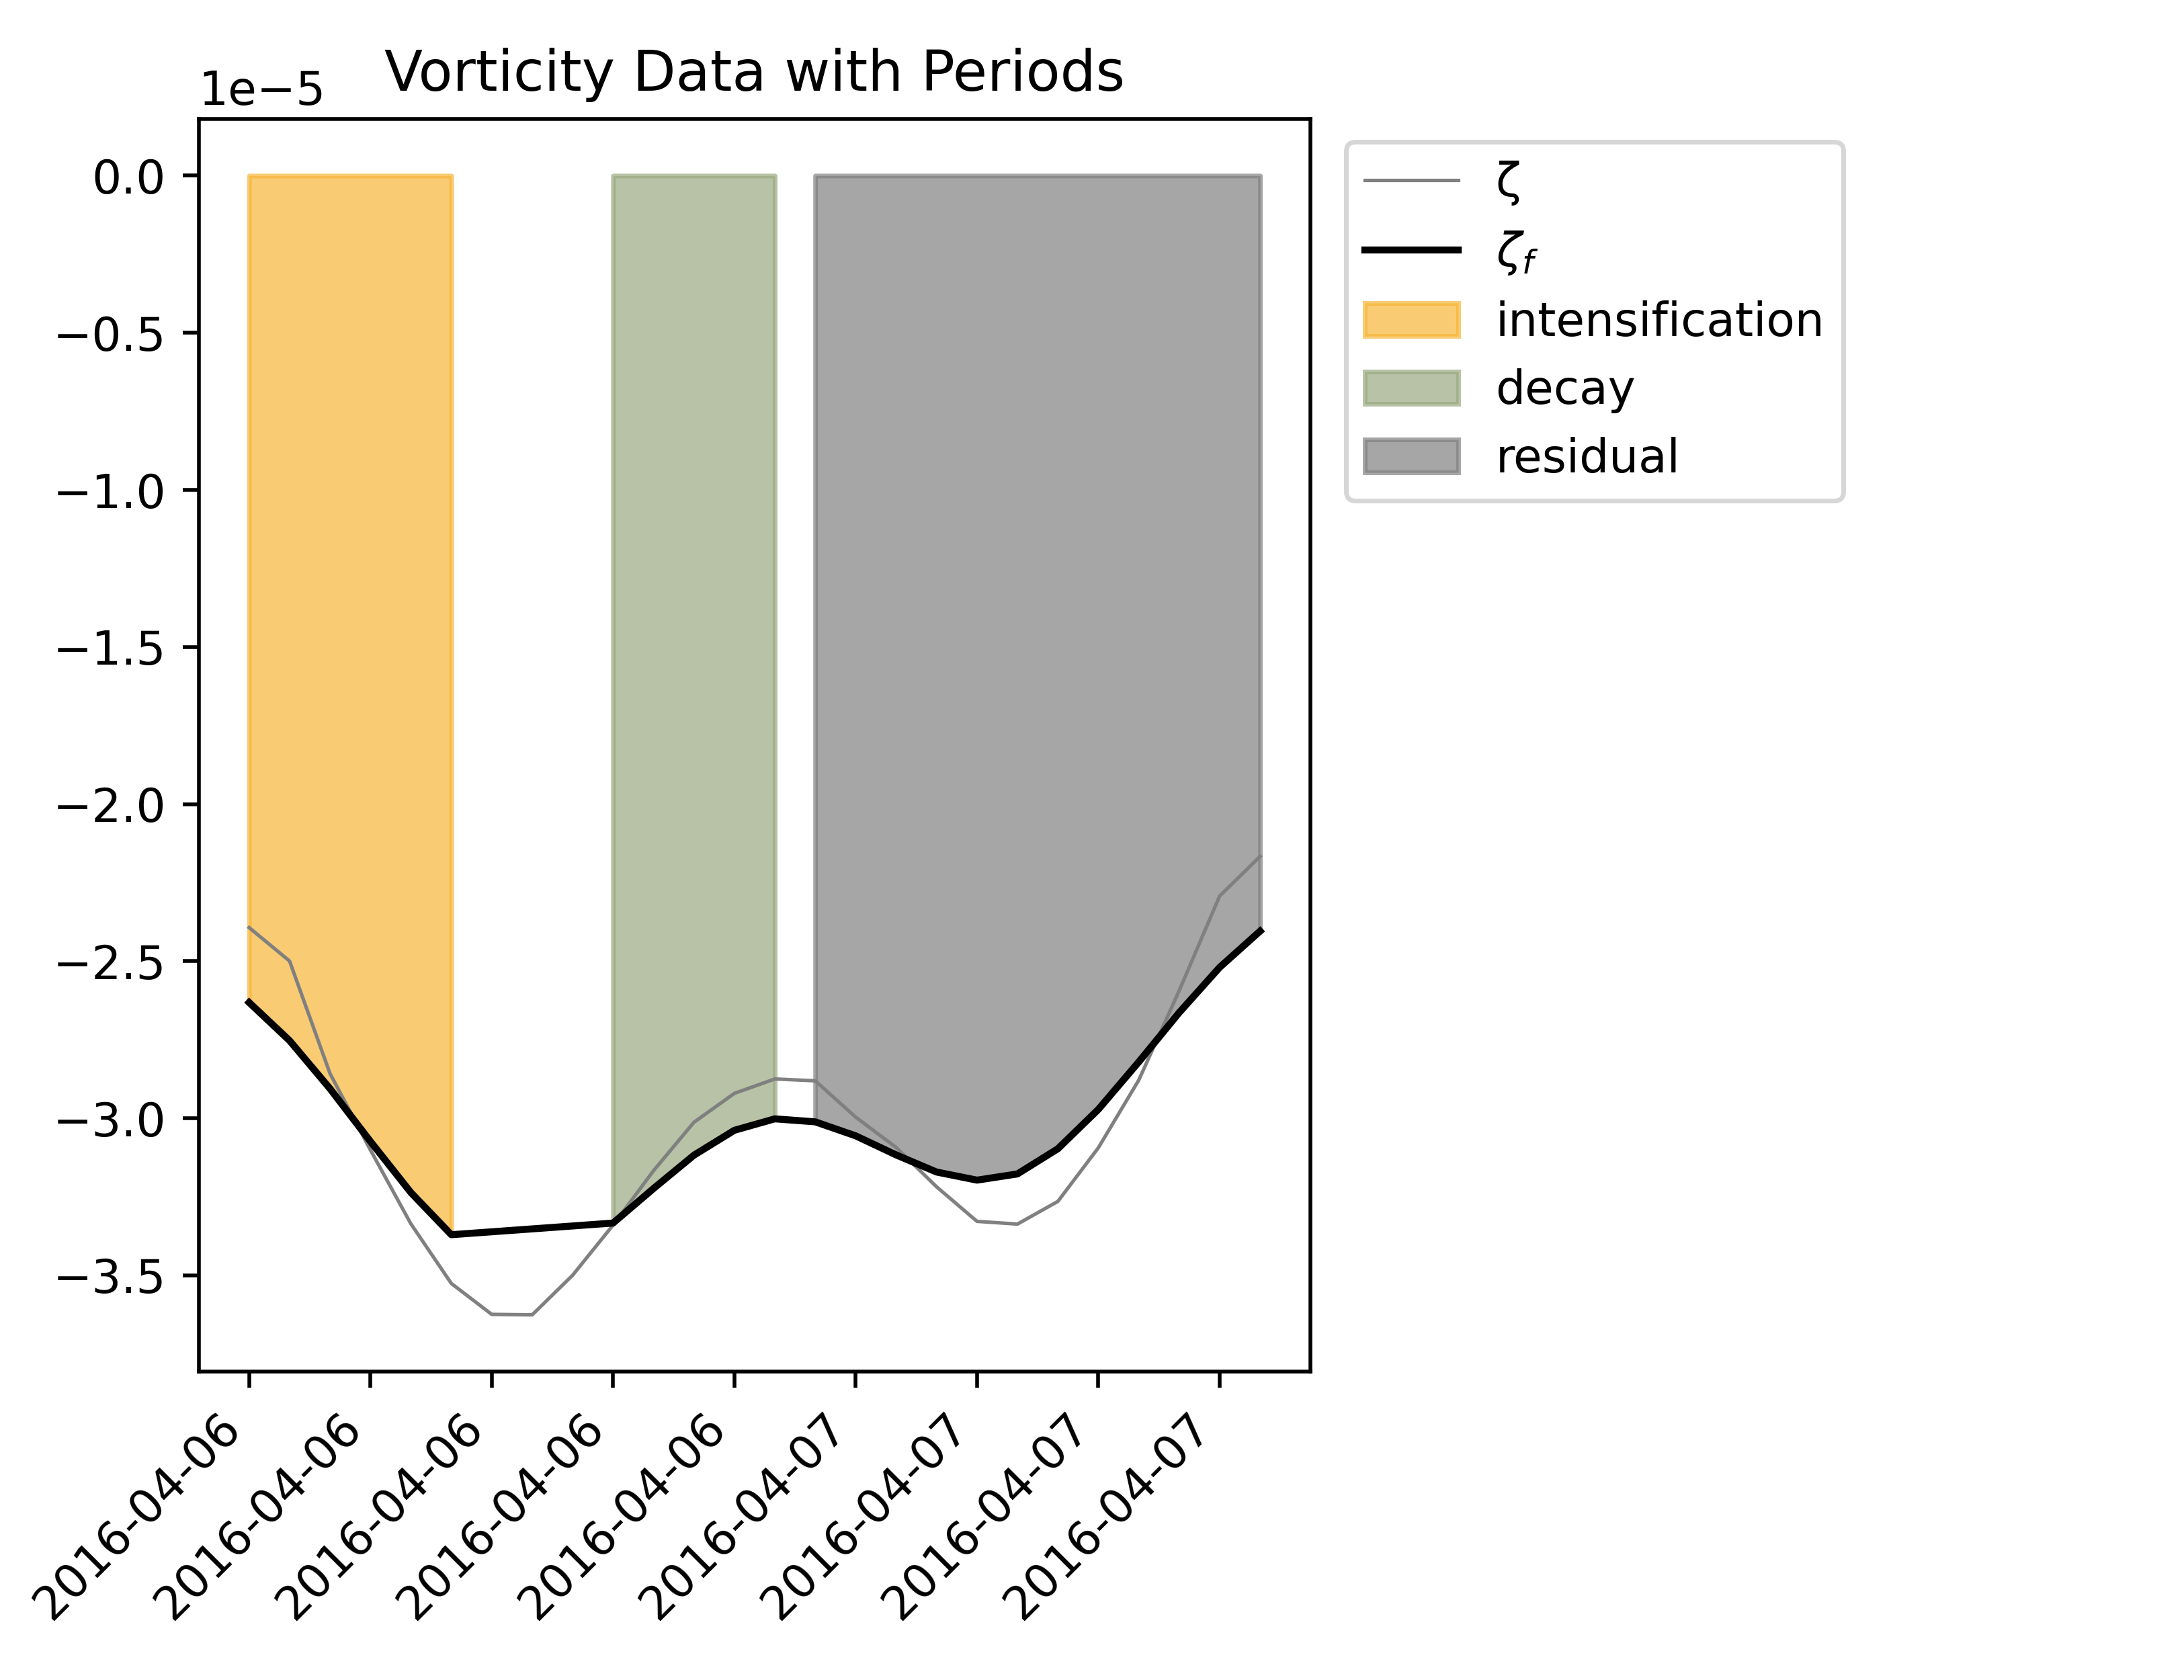 Vorticity Data with Periods
1e−5
0.0
−0.5
−1.0
−1.5
−2.0
−2.5
−3.0
−3.5
2016-04-06
2016-04-06
2016-04-06
2016-04-06
2016-04-06
2016-04-07
2016-04-07
2016-04-07
2016-04-07
ζ
ζf
intensification
decay
residual